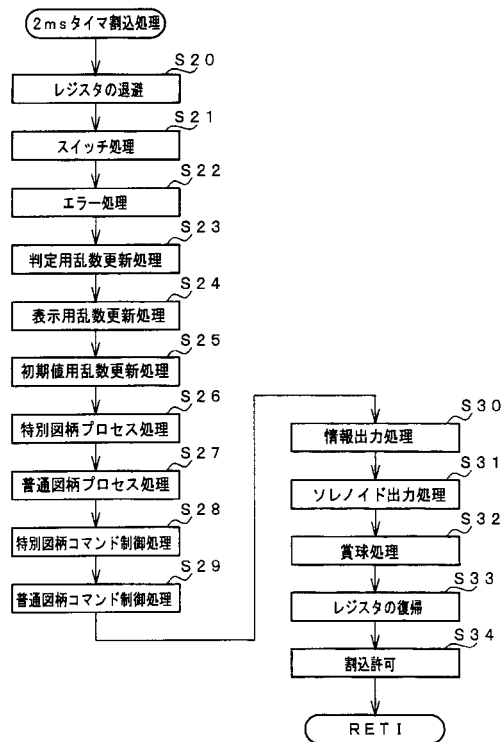 2msタイマ割込処理
S20
レジスタの退避
S21
スイッチ処理
S22
エラー処理
S23
判定用乱数更新処理
S24
表示用乱数更新処理
S25
初期値用乱数更新処理
S26
特別図柄プロセス処理
S27
普通図柄プロセス処理
S28
特別図柄コマンド制御処理
S29
普通図柄コマンド制御処理
S30
情報出力処理
S31
ソレノイド出力処理
S32
賞球処理
S33
レジスタの復帰
S34
割込許可
RETI